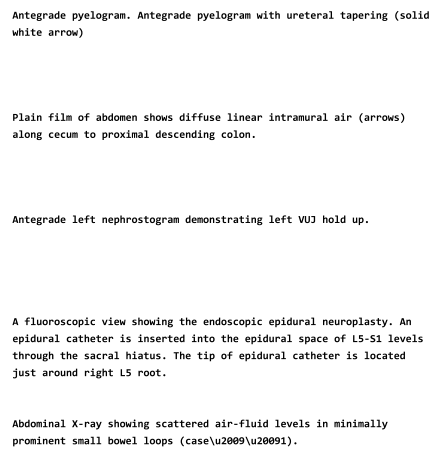 Antegrade pyelogram. Antegrade pyelogram with ureteral tapering (solid
white arrow)
Plain film of abdomen shows diffuse linear intramural air (arrows)
along cecum to proximal descending colon.
Antegrade left nephrostogram demonstrating left VUJ hold up.
A fluoroscopic view showing the endoscopic epidural neuroplasty. An
epidural catheter is inserted into the epidural space of L5-S1 levels
through the sacral hiatus. The tip of epidural catheter is located
just around right L5 root.
Abdominal X-ray showing scattered air-fluid levels in minimally
prominent small bowel loops (case\u2009\u20091).